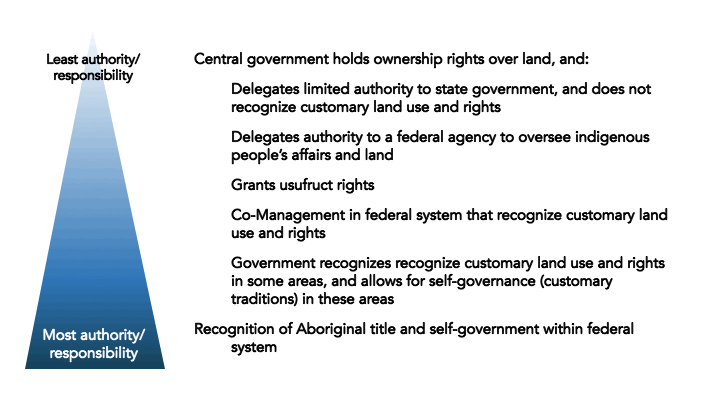 Least authority/
responsibility
Central government holds ownership rights over land, and:
Delegates limited authority to state government, and does not
recognize customary land use and rights
Delegates authority to a federal agency to oversee indigenous
people's affairs and land
Grants usufruct rights
Co-Management in federal system that recognize customary land
use and rights
Government recognizes recognize customary land use and rights
in some areas, and allows for self-governance (customary
traditions) in these areas
Most authority/
responsibility
Recognition of Aboriginal title and self-government within federal
system